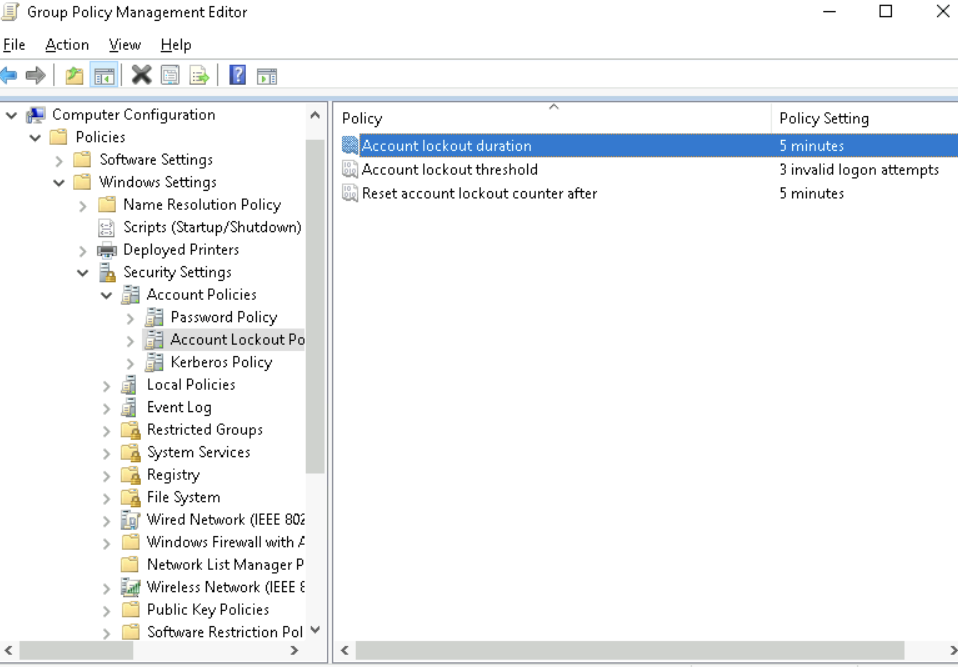 Group Policy Management Editor
File Action View Help
Computer Configuration
Policies
Software Settings
Windows Settings
Name Resolution Policy
Scripts (Startup/Shutdown)
Deployed Printers
Security Settings
Account Policies
Password Policy
Account Lockout Po
Kerberos Policy
Local Policies
Event Log
Restricted Groups
System Services
Registry
File System
Wired Network (IEEE 802
Windows Firewall with A
Network List Manager P
Wireless Network (IEEE 8
Public Key Policies
Software Restriction Pol
Policy Policy Setting
Account lockout duration 5 minutes
Account lockout threshold 3 invalid logon attempts
Reset account lockout counter after 5 minutes